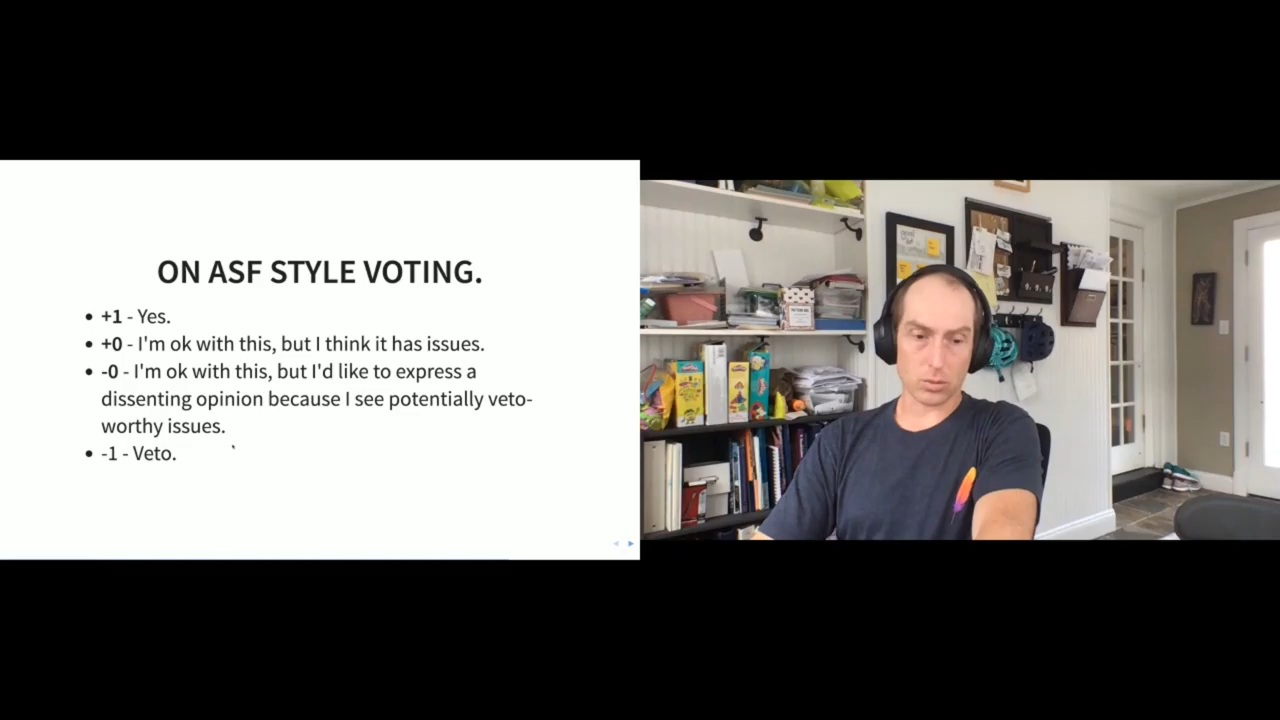 ON ASF STYLE VOTING.
+1 - Yes.
+0 - I'm ok with this, but I think it has issues.
-0 - I'm ok with this, but I'd like to express a
dissenting opinion because I see potentially veto-
worthy issues.
-1 - Veto.